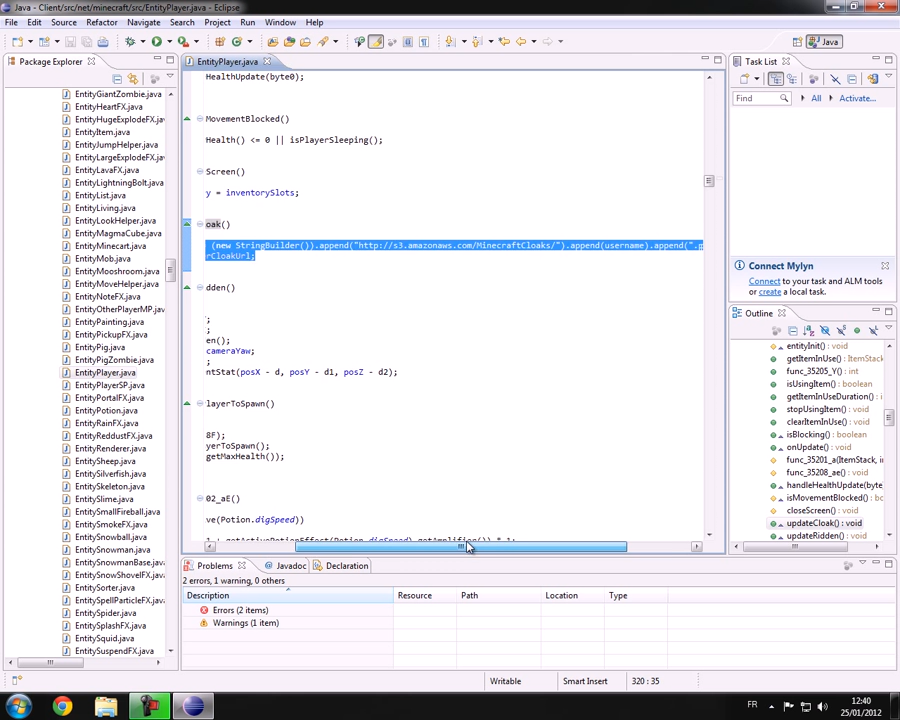 Java - Client/src/net/minecraft/src/EntityPlayer.java - Eclipse
File Edit Source Refactor Navigate Search Project Run Window Help
Java
Package Explorer
EntityGiantZombie.java
EntityHeartFX.java
EntityHugeExplodeFX.java
EntityItem.java
EntityJumpHelper.java
EntityLargeExplodeFX.java
EntityLavaFX.java
EntityLightningBolt.java
EntityList.java
EntityLiving.java
EntityLookHelper.java
EntityMagmaCube.java
EntityMinecart.java
EntityMob.java
EntityMooshroom.java
EntityMoveHelper.java
EntityNoteFX.java
EntityOtherPlayerMP.java
EntityPainting.java
EntityPickupFX.java
EntityPig.java
EntityPigZombie.java
EntityPlayer.java
EntityPlayerSP.java
EntityPortalFX.java
EntityPotion.java
EntityRainFX.java
EntityReddustFX.java
EntityRenderer.java
EntitySheep.java
EntitySilverfish.java
EntitySkeleton.java
EntitySlime.java
EntitySmallFireball.java
EntitySmokeFX.java
EntitySnowball.java
EntitySnowman.java
EntitySnowmanBase.java
EntitySnowShovelFX.java
EntitySorter.java
EntitySpellParticleFX.java
EntitySpider.java
EntitySplashFX.java
EntitySquid.java
EntitySuspendFX.java
EntityPlayer.java
HealthUpdate(byte0);
MovementBlocked()
Health() <= 0 || isPlayerSleeping();
Screen()
y = inventorySlots;
oak()
(new StringBuilder()).append("http://s3.amazonaws.com/MinecraftCloaks/").append(username).append(".p
rCloakUrl;
dden()
;
;
en();
cameraYaw;
;
ntStat(posX - d, posY - d1, posZ - d2);
layerToSpawn()
8F);
yerToSpawn();
getMaxHealth());
02_aE()
ve(Potion.digSpeed))
1 + getActivePotionEffect(Potion.digSpeed).getAmplifier()) * 1;
Task List
Find All Activate...
Connect Mylyn
Connect to your task and ALM tools
or create a local task.
Outline
entityInit() : void
getItemInUse() : ItemStack
func_35205_Y() : int
isUsingItem() : boolean
getItemInUseDuration() : int
stopUsingItem() : void
clearItemInUse() : void
isBlocking() : boolean
onUpdate() : void
func_35201_a(ItemStack, in
func_35208_ae() : void
handleHealthUpdate(byte
isMovementBlocked() : bo
closeScreen() : void
updateCloak() : void
updateRidden() : void
Problems Javadoc Declaration
2 errors, 1 warning, 0 others
Description Resource Path Location Type
Errors (2 items)
Warnings (1 item)
Writable Smart Insert 320 : 35
FR 12:40
25/01/2012